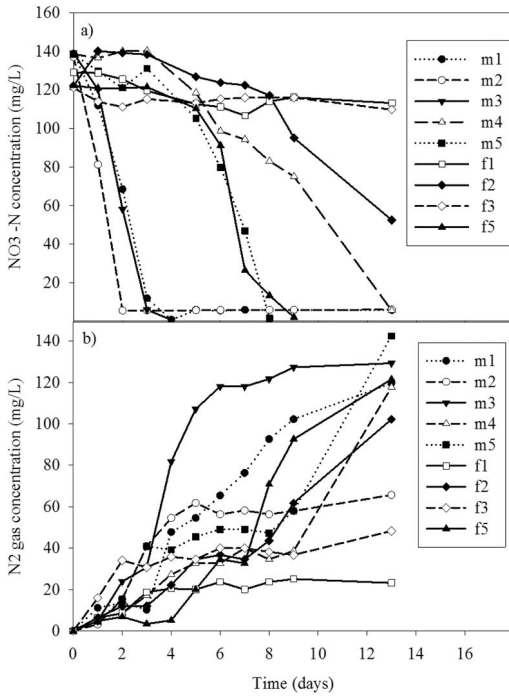 160
a)
140
120
100
80
60
40
20
NO3 -N concentration (mg/L)
m1
m2
m3
m4
m5
f1
f2
f3
f5
b)
140
120
100
80
60
40
20
0
N2 gas concentration (mg/L)
m1
m2
m3
m4
m5
f1
f2
f3
f5
0 2 4 6 8 10 12 14 16
Time (days)